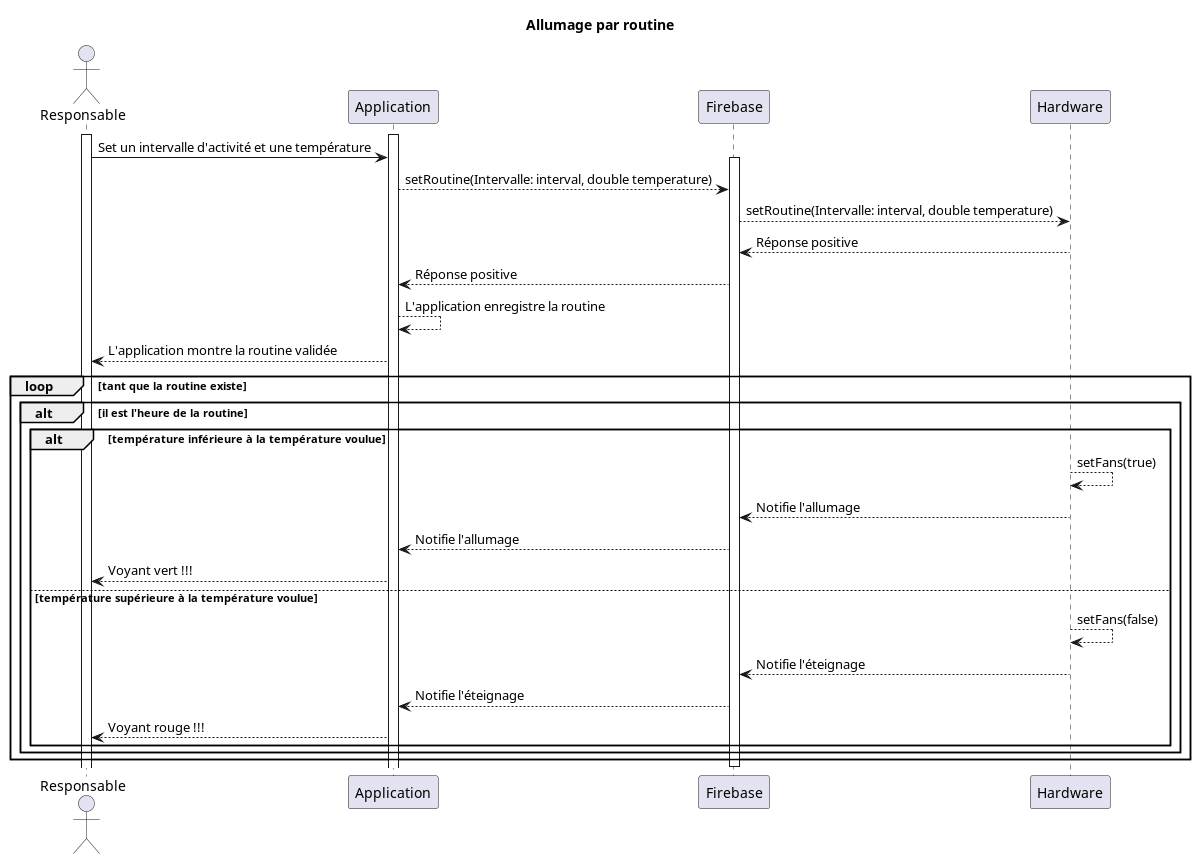 Allumage par routine
Responsable
Application
Firebase
Hardware
Set un intervalle d'activité et une température
setRoutine(Intervalle: interval, double temperature)
setRoutine(Intervalle: interval, double temperature)
Réponse positive
Réponse positive
L'application enregistre la routine
L'application montre la routine validée
loop [tant que la routine existe]
alt [il est l'heure de la routine]
alt [température inférieure à la température voulue]
setFans(true)
Notifie l'allumage
Notifie l'allumage
Voyant vert !!!
[température supérieure à la température voulue]
setFans(false)
Notifie l'éteignage
Notifie l'éteignage
Voyant rouge !!!
Responsable
Application
Firebase
Hardware